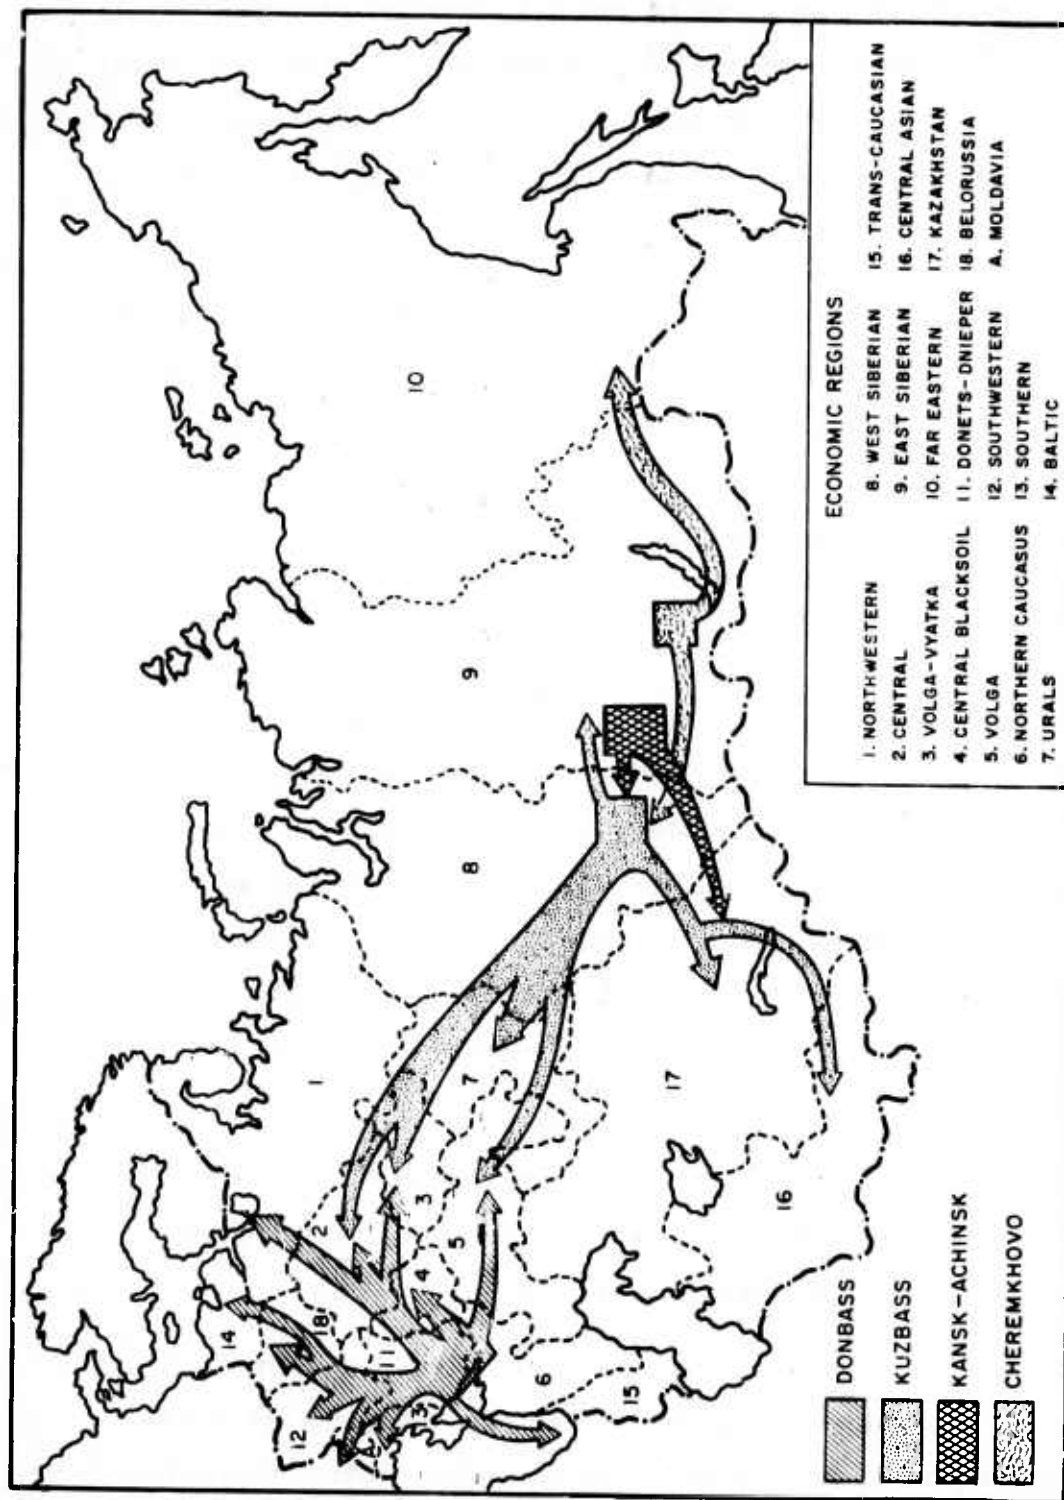 ECONOMIC REGIONS
1. NORTHWESTERN
2. CENTRAL
3. VOLGA-VYATKA
4. CENTRAL BLACKSOIL
5. VOLGA
6. NORTHERN CAUCASUS
7. URALS
8. WEST SIBERIAN
9. EAST SIBERIAN
10. FAR EASTERN
11. DONETS-DNIEPER
12. SOUTHWESTERN
13. SOUTHERN
14. BALTIC
15. TRANS-CAUCASIAN
16. CENTRAL ASIAN
17. KAZAKHSTAN
18. BELORUSSIA
A. MOLDAVIA
DONBASS
KUZBASS
KANSK-ACHINSK
CHEREMKHOVO
10
9
8
1
7
17
16
3
2
5
4
18
14
11
12
13
6
15
A